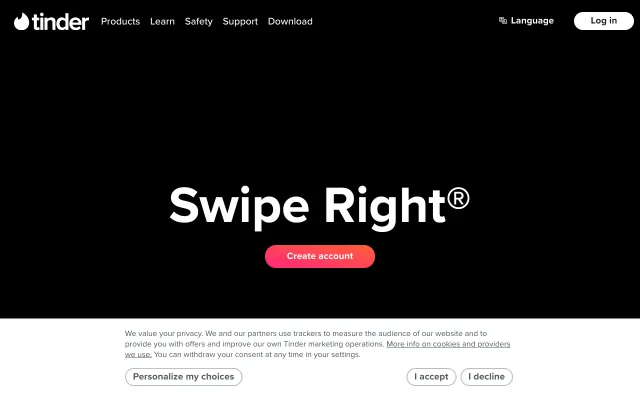 tinder
Products Learn Safety Support Download
Language
Log in
Swipe Right®
Create account
We value your privacy. We and our partners use trackers to measure the audience of our website and to
provide you with offers and improve our own Tinder marketing operations. More info on cookies and providers
we use. You can withdraw your consent at any time in your settings.
Personalize my choices
I accept
I decline